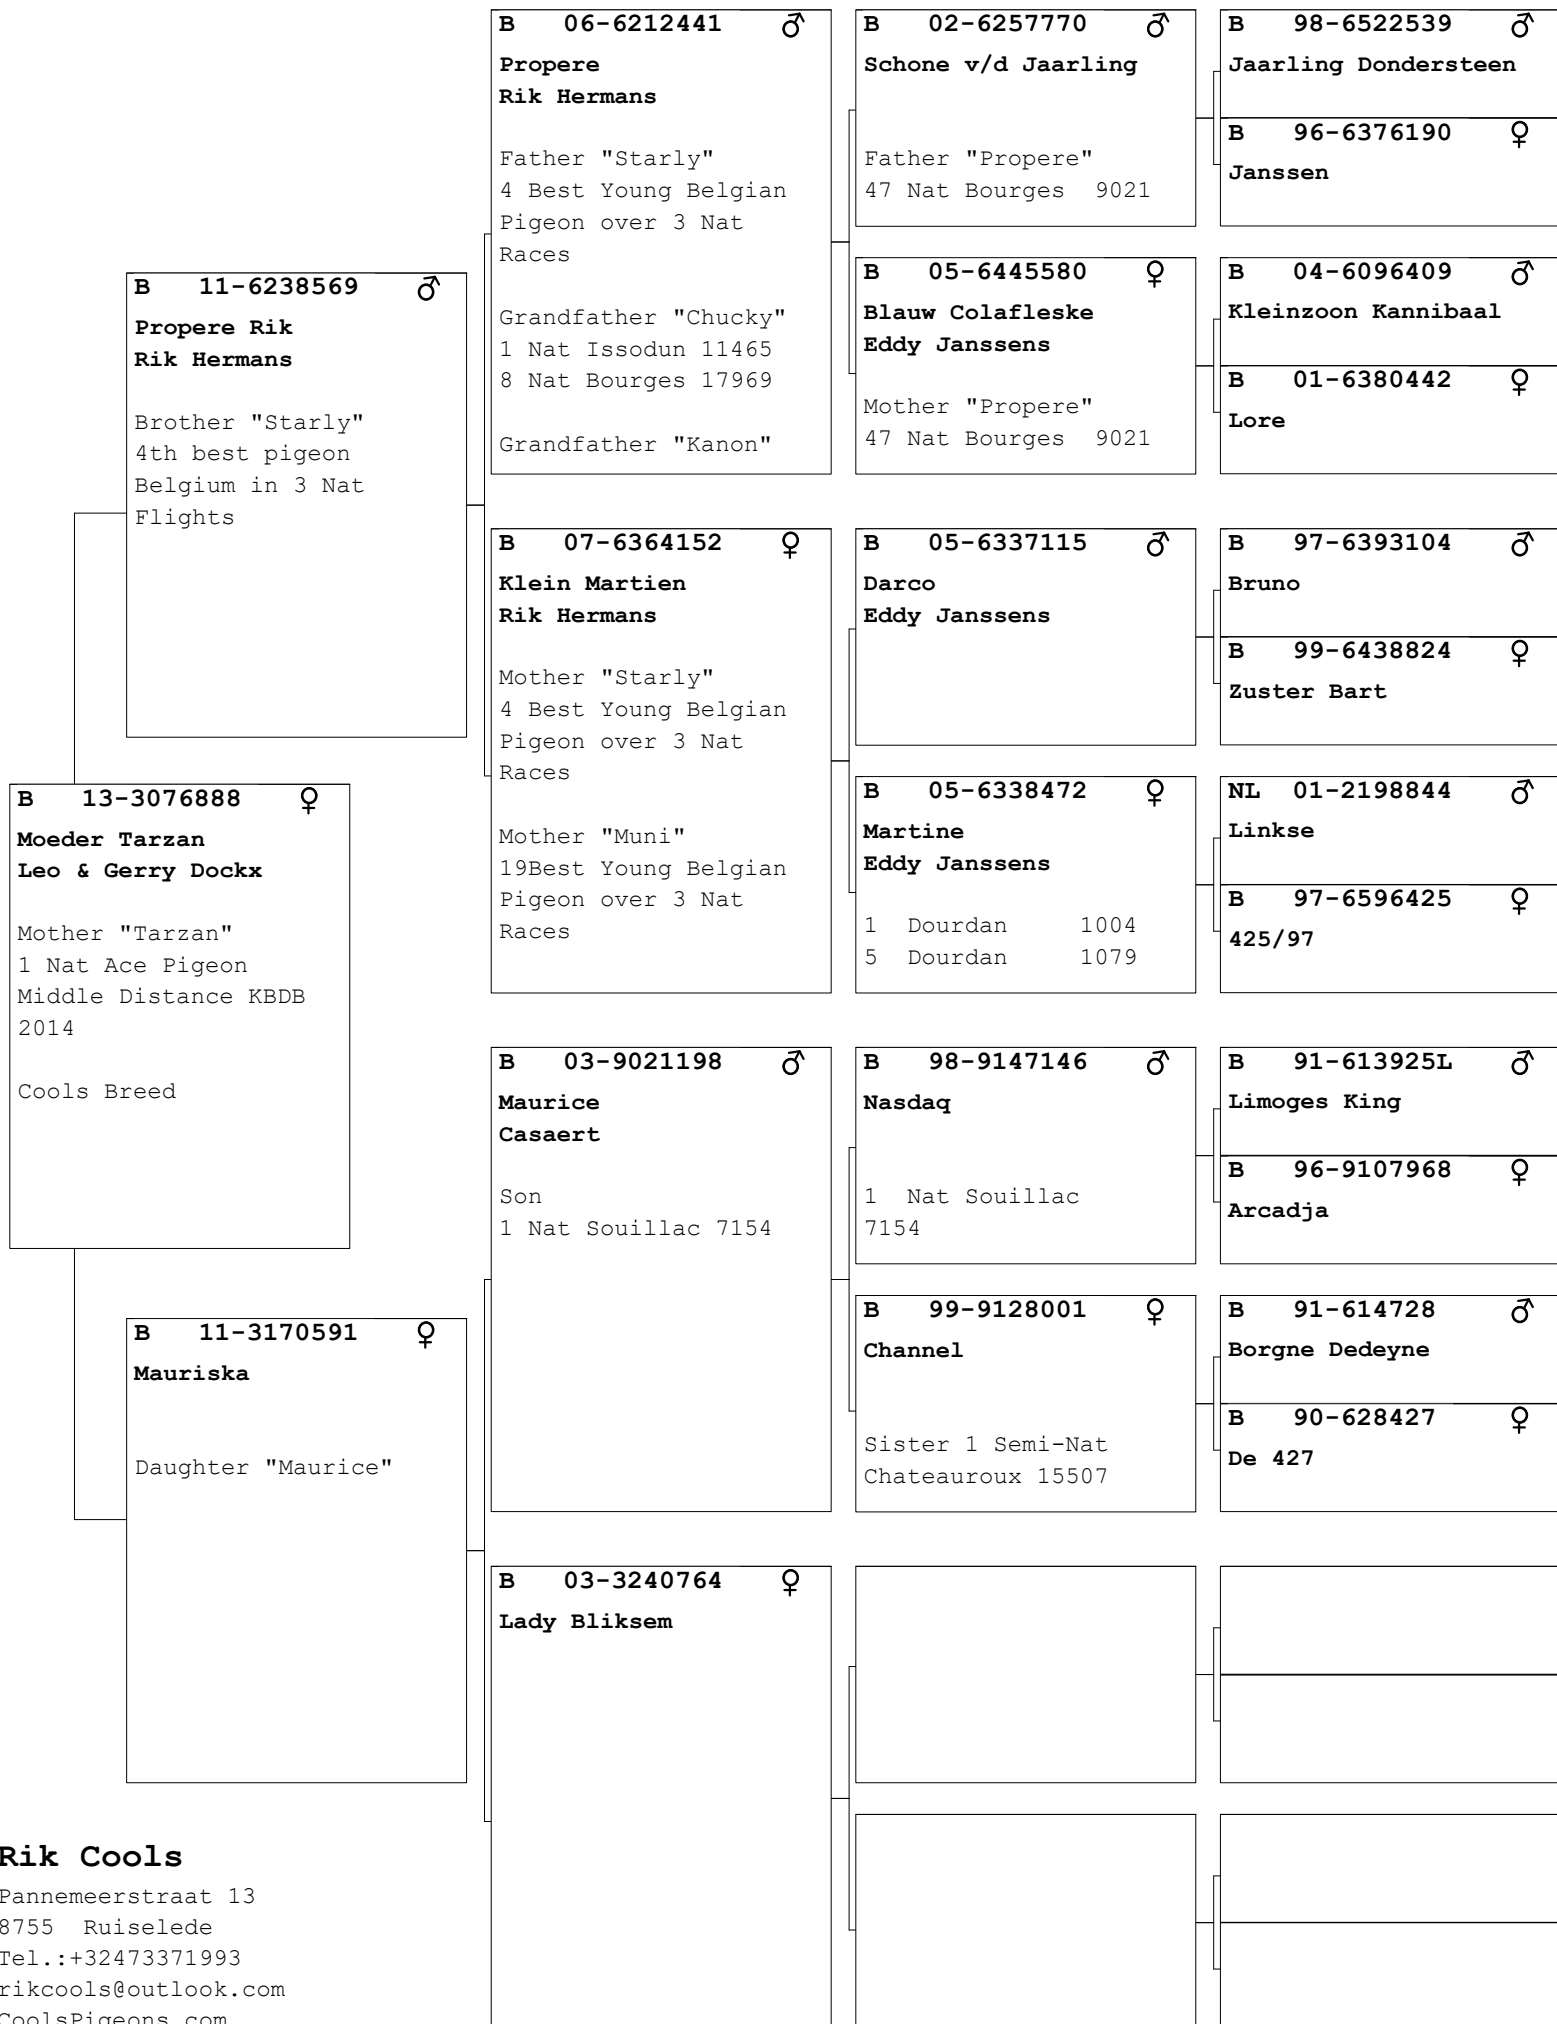 B 06-6212441 ♂
Propere
Rik Hermans
Father "Starly"
4 Best Young Belgian
Pigeon over 3 Nat
Races
Grandfather "Chucky"
1 Nat Issodun 11465
8 Nat Bourges 17969
Grandfather "Kanon"
B 02-6257770 ♂
Schone v/d Jaarling
Father "Propere"
47 Nat Bourges 9021
B 98-6522539 ♂
Jaarling Dondersteen
B 96-6376190 ♀
Janssen
B 05-6445580 ♀
Blauw Colafleske
Eddy Janssens
Mother "Propere"
47 Nat Bourges 9021
B 04-6096409 ♂
Kleinzoon Kannibaal
B 01-6380442 ♀
Lore
B 11-6238569 ♂
Propere Rik
Rik Hermans
Brother "Starly"
4th best pigeon
Belgium in 3 Nat
Flights
B 07-6364152 ♀
Klein Martien
Rik Hermans
Mother "Starly"
4 Best Young Belgian
Pigeon over 3 Nat
Races
Mother "Muni"
19Best Young Belgian
Pigeon over 3 Nat
Races
B 05-6337115 ♂
Darco
Eddy Janssens
B 97-6393104 ♂
Bruno
B 99-6438824 ♀
Zuster Bart
B 05-6338472 ♀
Martine
Eddy Janssens
1 Dourdan 1004
5 Dourdan 1079
NL 01-2198844 ♂
Linkse
B 97-6596425 ♀
425/97
B 13-3076888 ♀
Moeder Tarzan
Leo & Gerry Dockx
Mother "Tarzan"
1 Nat Ace Pigeon
Middle Distance KBDB
2014
Cools Breed
B 03-9021198 ♂
Maurice
Casaert
Son
1 Nat Souillac 7154
B 98-9147146 ♂
Nasdaq
1 Nat Souillac
7154
B 91-613925L ♂
Limoges King
B 96-9107968 ♀
Arcadja
B 99-9128001 ♀
Channel
Sister 1 Semi-Nat
Chateauroux 15507
B 91-614728 ♂
Borgne Dedeyne
B 90-628427 ♀
De 427
B 11-3170591 ♀
Mauriska
Daughter "Maurice"
B 03-3240764 ♀
Lady Bliksem
Rik Cools
Pannemeerstraat 13
8755 Ruiselede
Tel.:+32473371993
rikcools@outlook.com
CoolsPigeons.com